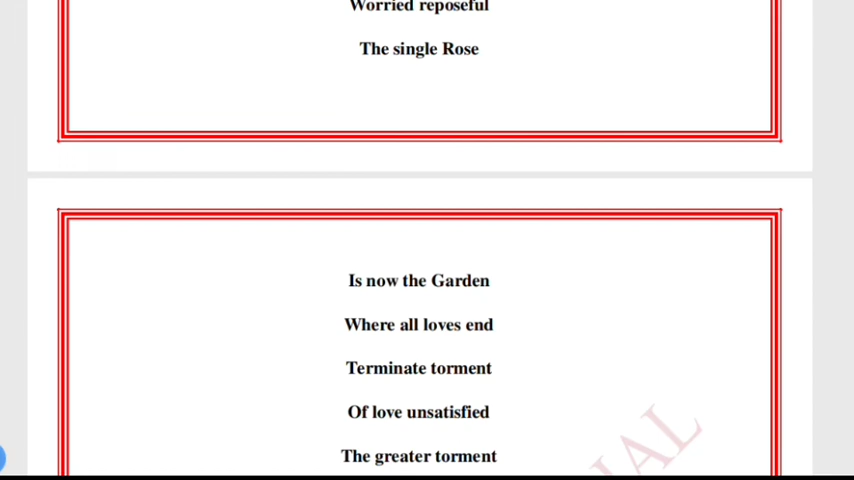 Worried reposeful
The single Rose
Is now the Garden
Where all loves end
Terminate torment
Of love unsatisfied
The greater torment